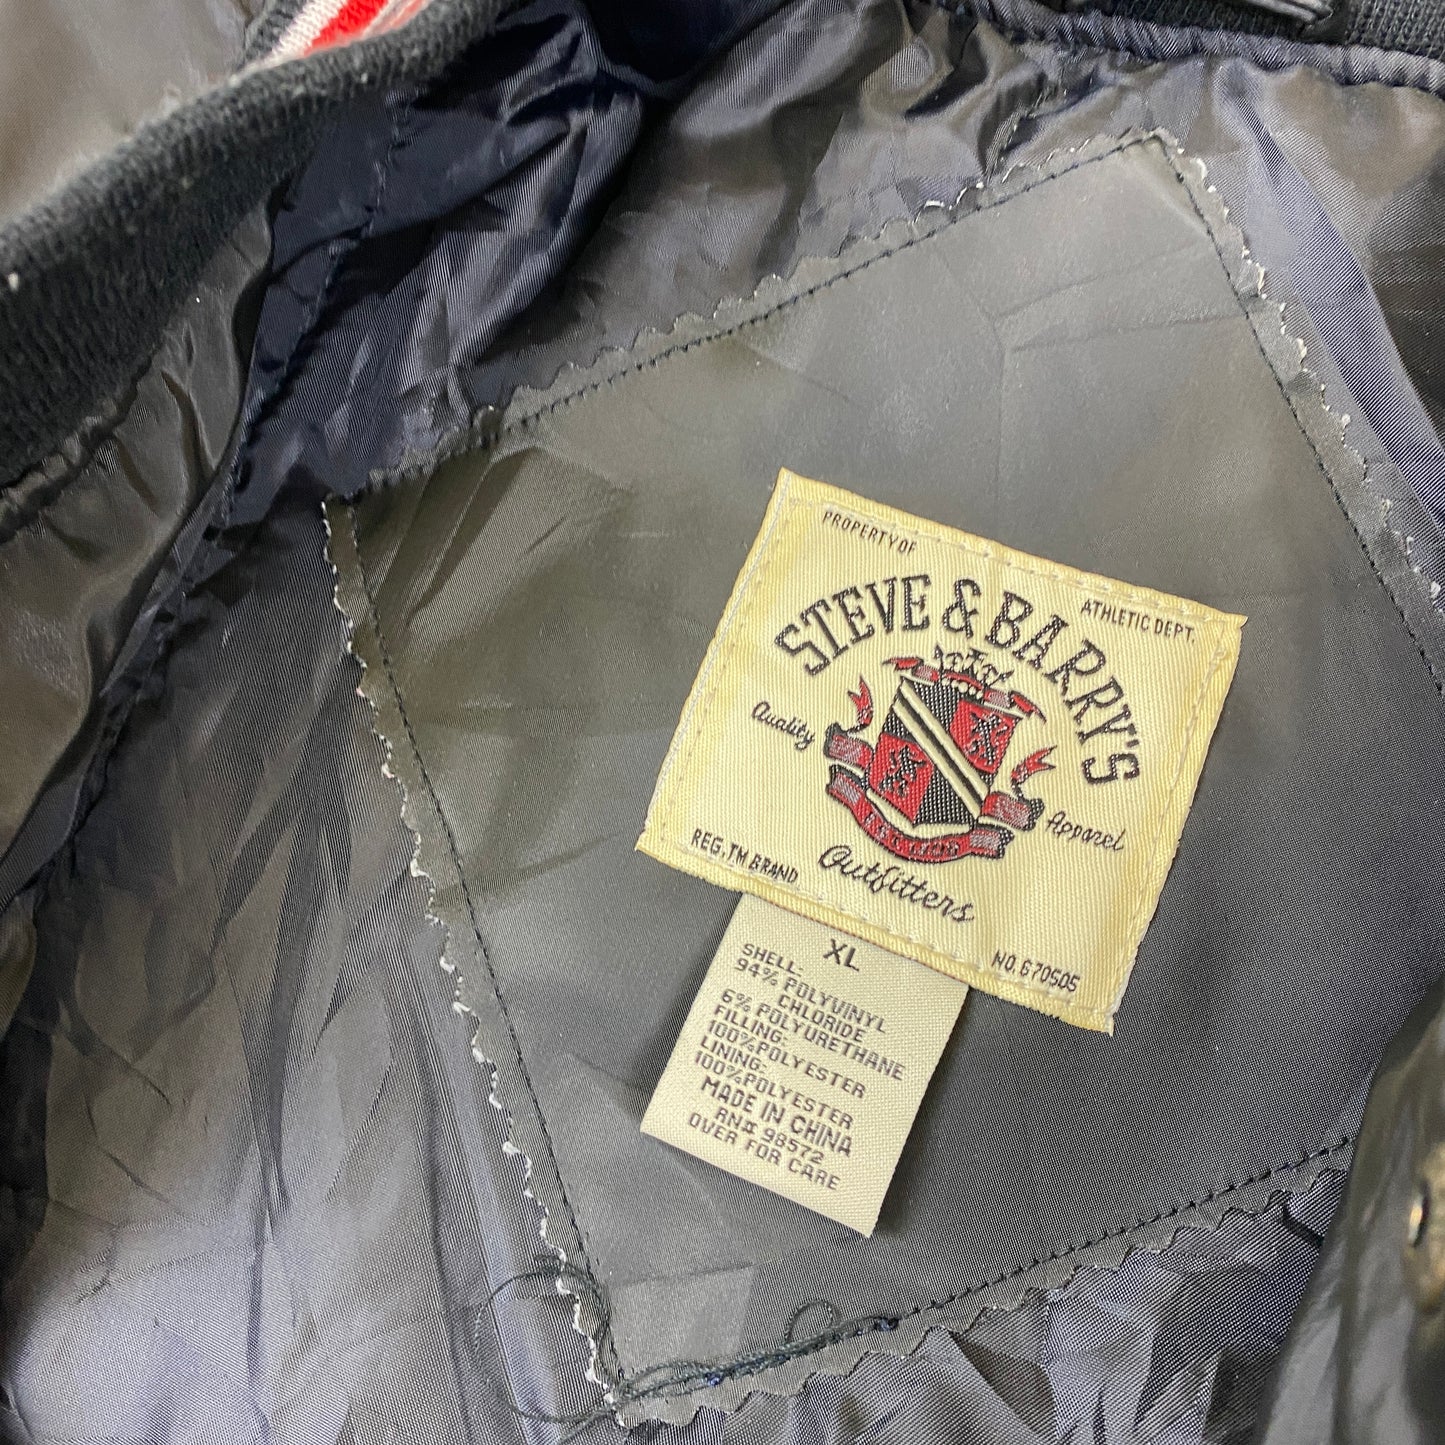 PROPERTY OF
ATHLETIC DEPT.
STEVE & BARRY'S
Quality
Apparel
Outfitters
REG. TM BRAND
NO. 670505
XL
SHELL:
94% POLYVINYL
CHLORIDE
6% POLYURETHANE
FILLING:
100% POLYESTER
LINING:
100% POLYESTER
MADE IN CHINA
RN# 98572
OVER FOR CARE